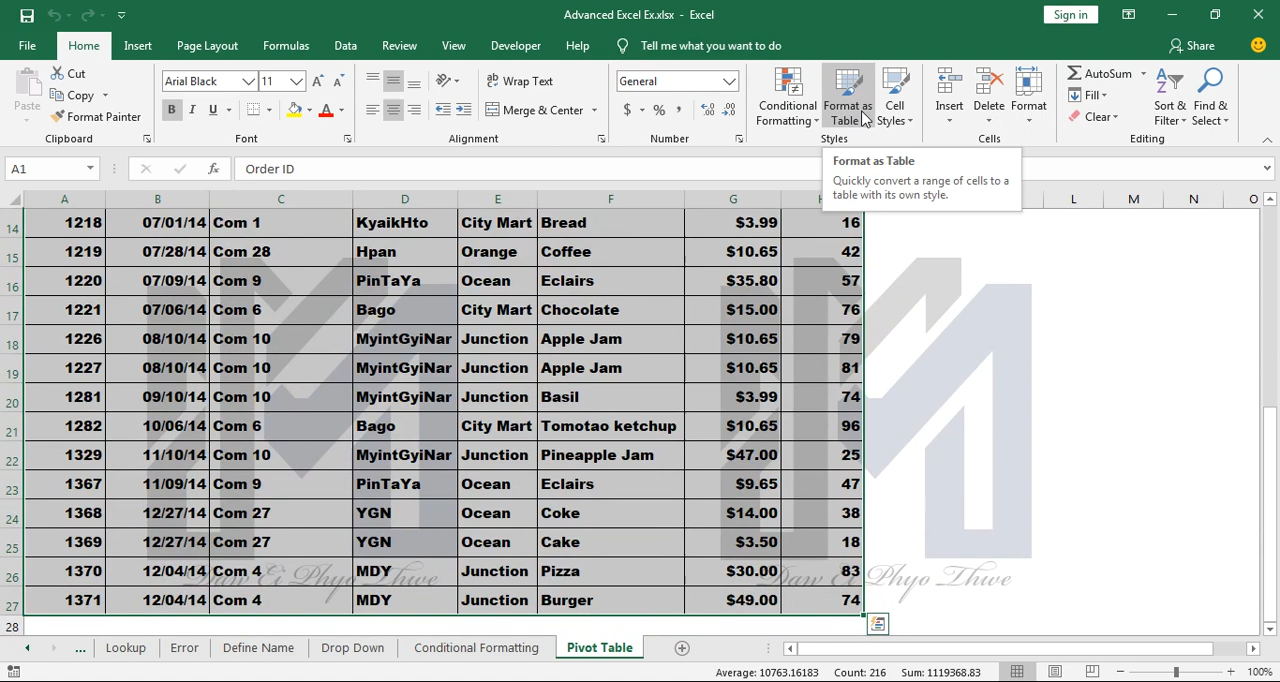 Advanced Excel Ex.xlsx - Excel
Sign in
File Home Insert Page Layout Formulas Data Review View Developer Help Tell me what you want to do Share
Paste Cut Copy Format Painter Clipboard
Arial Black 11 B I U A A A Font
Wrap Text Merge & Center Alignment
General $ % , Number
Conditional Formatting Format as Table Cell Styles Styles
Insert Delete Format Cells
AutoSum Fill Clear Sort & Filter Find & Select Editing
A1 fx Order ID
Format as Table
Quickly convert a range of cells to a
table with its own style.
A B C D E F G H L M N O
14 1218 07/01/14 Com 1 KyaikHto City Mart Bread $3.99 16
15 1219 07/28/14 Com 28 Hpan Orange Coffee $10.65 42
16 1220 07/09/14 Com 9 PinTaYa Ocean Eclairs $35.80 57
17 1221 07/06/14 Com 6 Bago City Mart Chocolate $15.00 76
18 1226 08/10/14 Com 10 MyintGyiNar Junction Apple Jam $10.65 79
19 1227 08/10/14 Com 10 MyintGyiNar Junction Apple Jam $10.65 81
20 1281 09/10/14 Com 10 MyintGyiNar Junction Basil $3.99 74
21 1282 10/06/14 Com 6 Bago City Mart Tomotao ketchup $10.65 96
22 1329 11/10/14 Com 10 MyintGyiNar Junction Pineapple Jam $47.00 25
23 1367 11/09/14 Com 9 PinTaYa Ocean Eclairs $9.65 47
24 1368 12/27/14 Com 27 YGN Ocean Coke $14.00 38
25 1369 12/27/14 Com 27 YGN Ocean Cake $3.50 18
26 1370 12/04/14 Com 4 MDY Junction Pizza $30.00 83
Daw Ei Phyo Thwe Daw Ei Phyo Thwe
27 1371 12/04/14 Com 4 MDY Junction Burger $49.00 74
28
... Lookup Error Define Name Drop Down Conditional Formatting Pivot Table
Average: 10763.16183 Count: 216 Sum: 1119368.83 100%